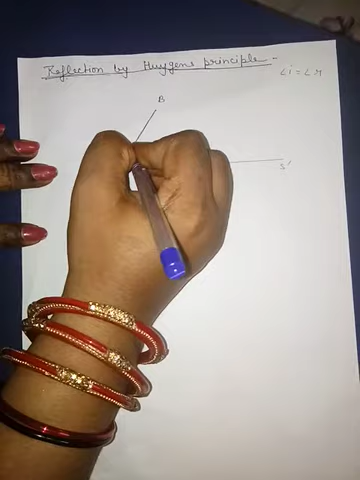 Reflection by Huygens principle -
∠i = ∠r
B
S'